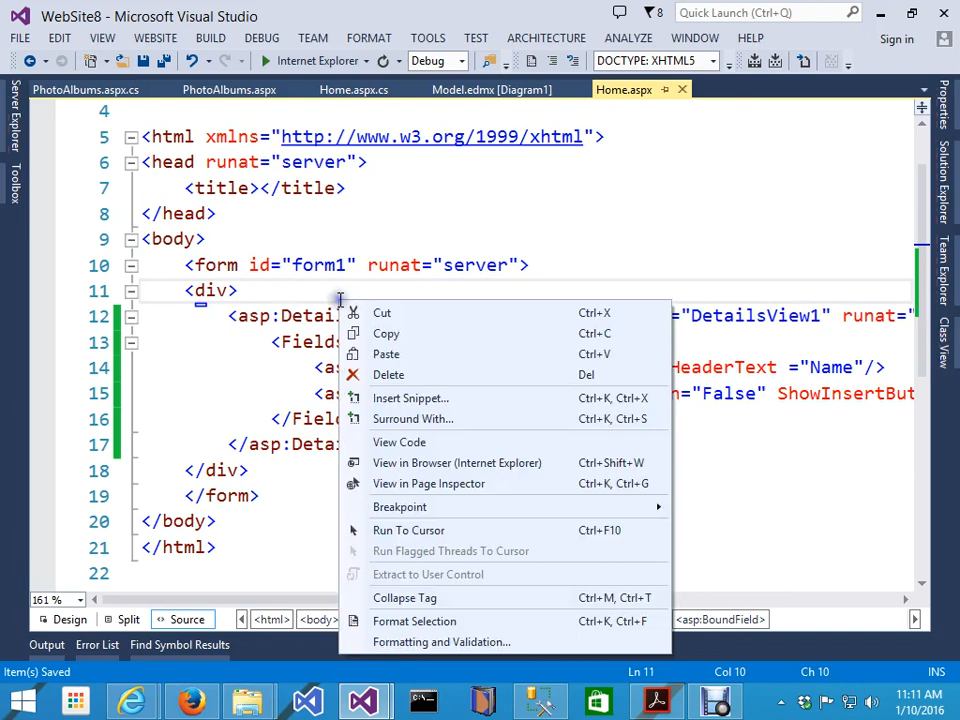 WebSite8 - Microsoft Visual Studio
8
Quick Launch (Ctrl+Q)
FILE EDIT VIEW WEBSITE BUILD DEBUG TEAM FORMAT TOOLS TEST ARCHITECTURE ANALYZE WINDOW HELP Sign in
Internet Explorer Debug DOCTYPE: XHTML5
PhotoAlbums.aspx.cs PhotoAlbums.aspx Home.aspx.cs Model.edmx [Diagram1] Home.aspx
Server Explorer
Toolbox
Properties
Solution Explorer
Team Explorer
Class View
4
5 <html xmlns="http://www.w3.org/1999/xhtml">
6 <head runat="server">
7 <title></title>
8 </head>
9 <body>
10 <form id="form1" runat="server">
11 <div>
12 <asp:Detail ="DetailsView1" runat="
13 <Fields
14 <as HeaderText ="Name"/>
15 <as n="False" ShowInsertBut
16 </Field
17 </asp:Detai
18 </div>
19 </form>
20 </body>
21 </html>
22
Cut Ctrl+X
Copy Ctrl+C
Paste Ctrl+V
Delete Del
Insert Snippet... Ctrl+K, Ctrl+X
Surround With... Ctrl+K, Ctrl+S
View Code
View in Browser (Internet Explorer) Ctrl+Shift+W
View in Page Inspector Ctrl+K, Ctrl+G
Breakpoint
Run To Cursor Ctrl+F10
Run Flagged Threads To Cursor
Extract to User Control
Collapse Tag Ctrl+M, Ctrl+T
Format Selection Ctrl+K, Ctrl+F
Formatting and Validation...
161 %
Design Split Source <html> <body> <asp:BoundField>
Output Error List Find Symbol Results
Item(s) Saved Ln 11 Col 10 Ch 10 INS
11:11 AM
1/10/2016